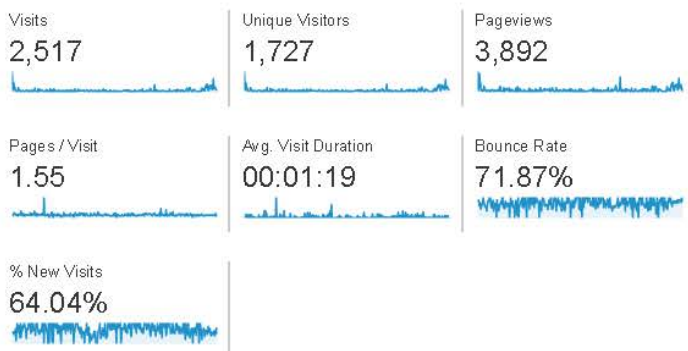 Visits
2,517
Unique Visitors
1,727
Pageviews
3,892
Pages / Visit
1.55
Avg. Visit Duration
00:01:19
Bounce Rate
71.87%
% New Visits
64.04%